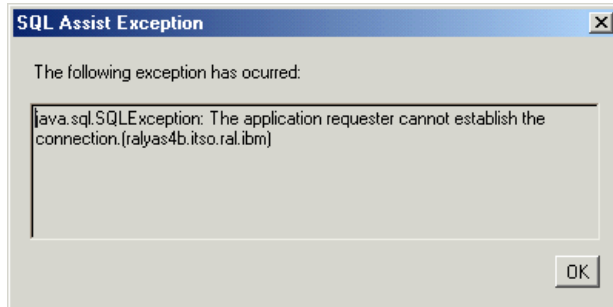 SQL Assist Exception
The following exception has ocurred:
java.sql.SQLException: The application requester cannot establish the
connection.(ralyas4b.itso.ral.ibm)
OK